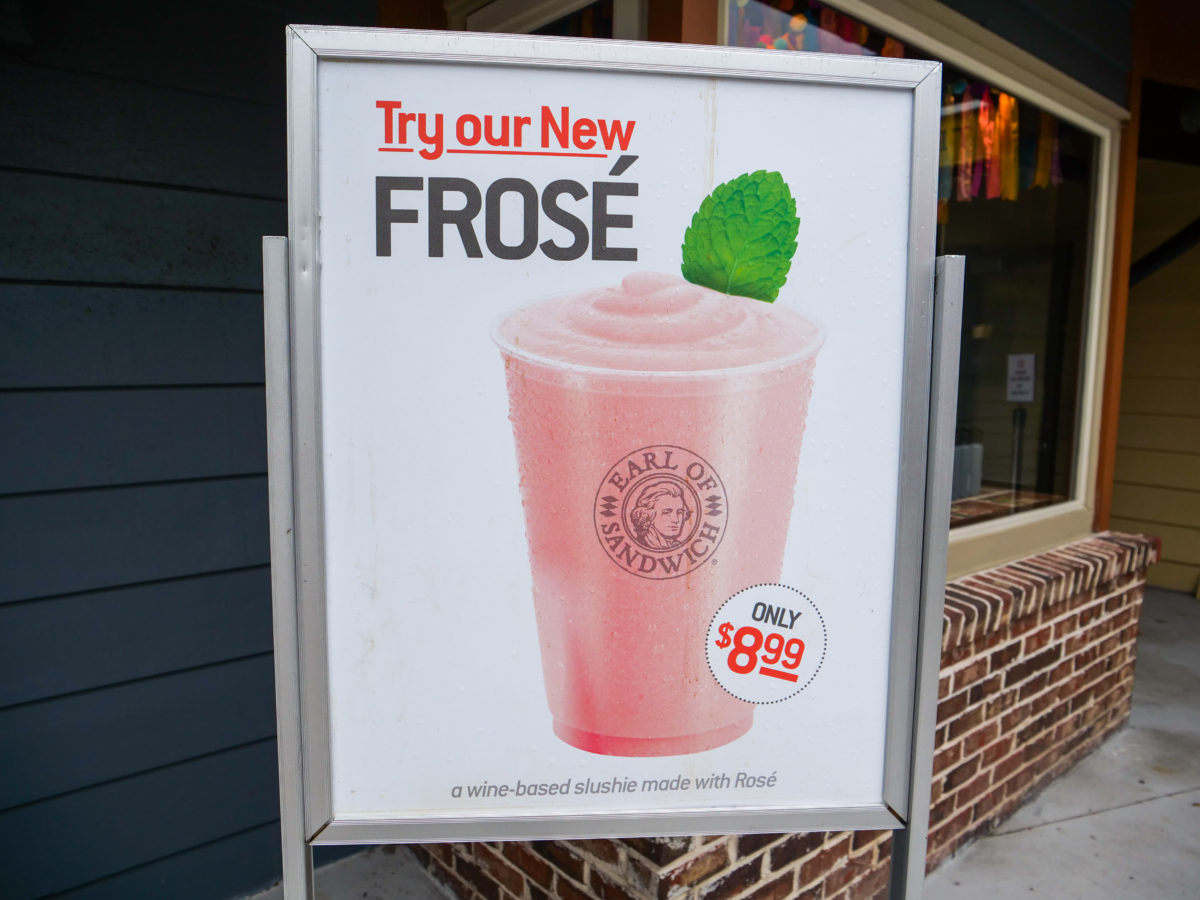 Try our New
FROSÉ
EARL OF
SANDWICH
®
ONLY
$8.99
a wine-based slushie made with Rosé